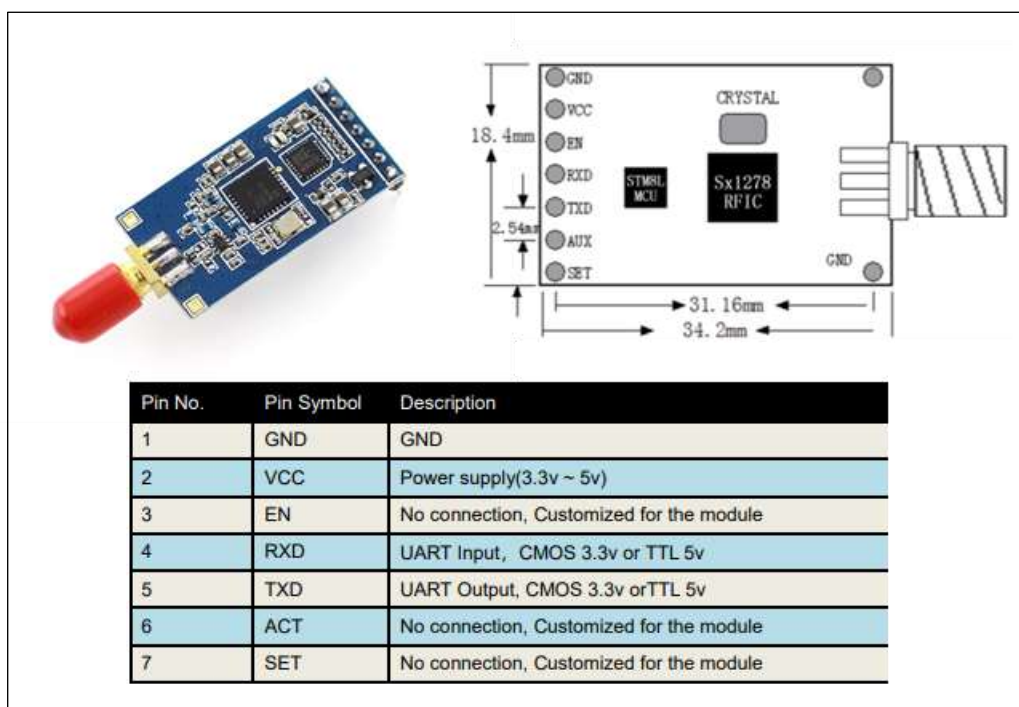 GND
VCC
CRYSTAL
18.4mm
EN
RXD
STM8L
MCU
Sx1278
RFIC
TXD
2.54mm
AUX
GND
SET
31.16mm
34.2mm
Pin No. Pin Symbol Description
1 GND GND
2 VCC Power supply(3.3v ~ 5v)
3 EN No connection, Customized for the module
4 RXD UART Input, CMOS 3.3v or TTL 5v
5 TXD UART Output, CMOS 3.3v orTTL 5v
6 ACT No connection, Customized for the module
7 SET No connection, Customized for the module